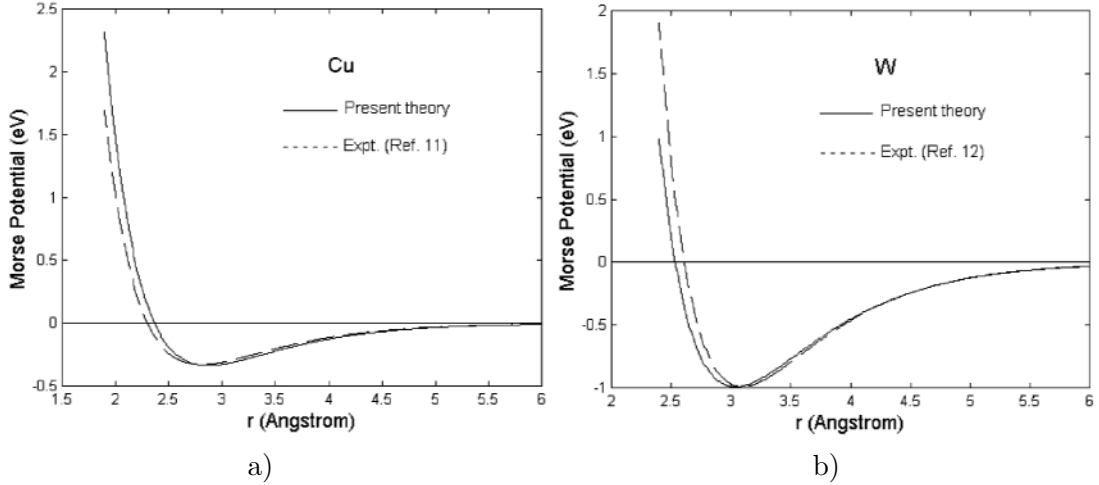 2.5
2
1.5
1
0.5
0
-0.5
Morse Potential (eV)
Cu
Present theory
Expt. (Ref. 11)
1.5 2 2.5 3 3.5 4 4.5 5 5.5 6
r (Angstrom)
a)
2
1.5
1
0.5
0
-0.5
-1
Morse Potential (eV)
W
Present theory
Expt. (Ref. 12)
2 2.5 3 3.5 4 4.5 5 5.5 6
r (Angstrom)
b)